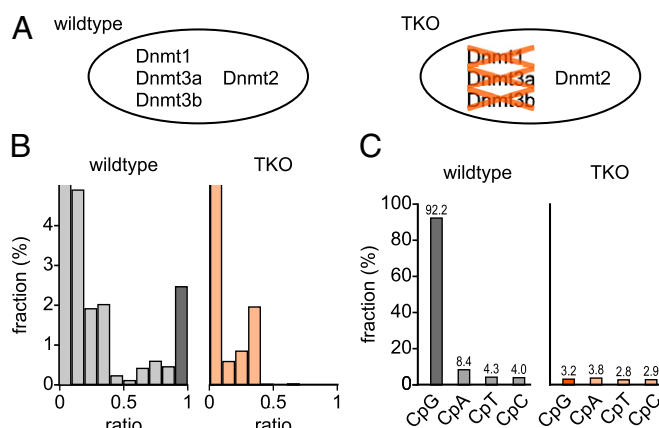 A
wildtype
TKO
Dnmt1
Dnmt3a
Dnmt2
Dnmt3b
Dnmt1
Dnmt3a
Dnmt2
Dnmt3b
B
wildtype
TKO
fraction (%)
4
3
2
1
0
0
0.5
1
ratio
0
0.5
1
ratio
C
wildtype
TKO
fraction (%)
100
80
60
40
20
0
92.2
8.4
4.3
4.0
3.2
3.8
2.8
2.9
CpG
CpA
CpT
CpC
CpG
CpA
CpT
CpC